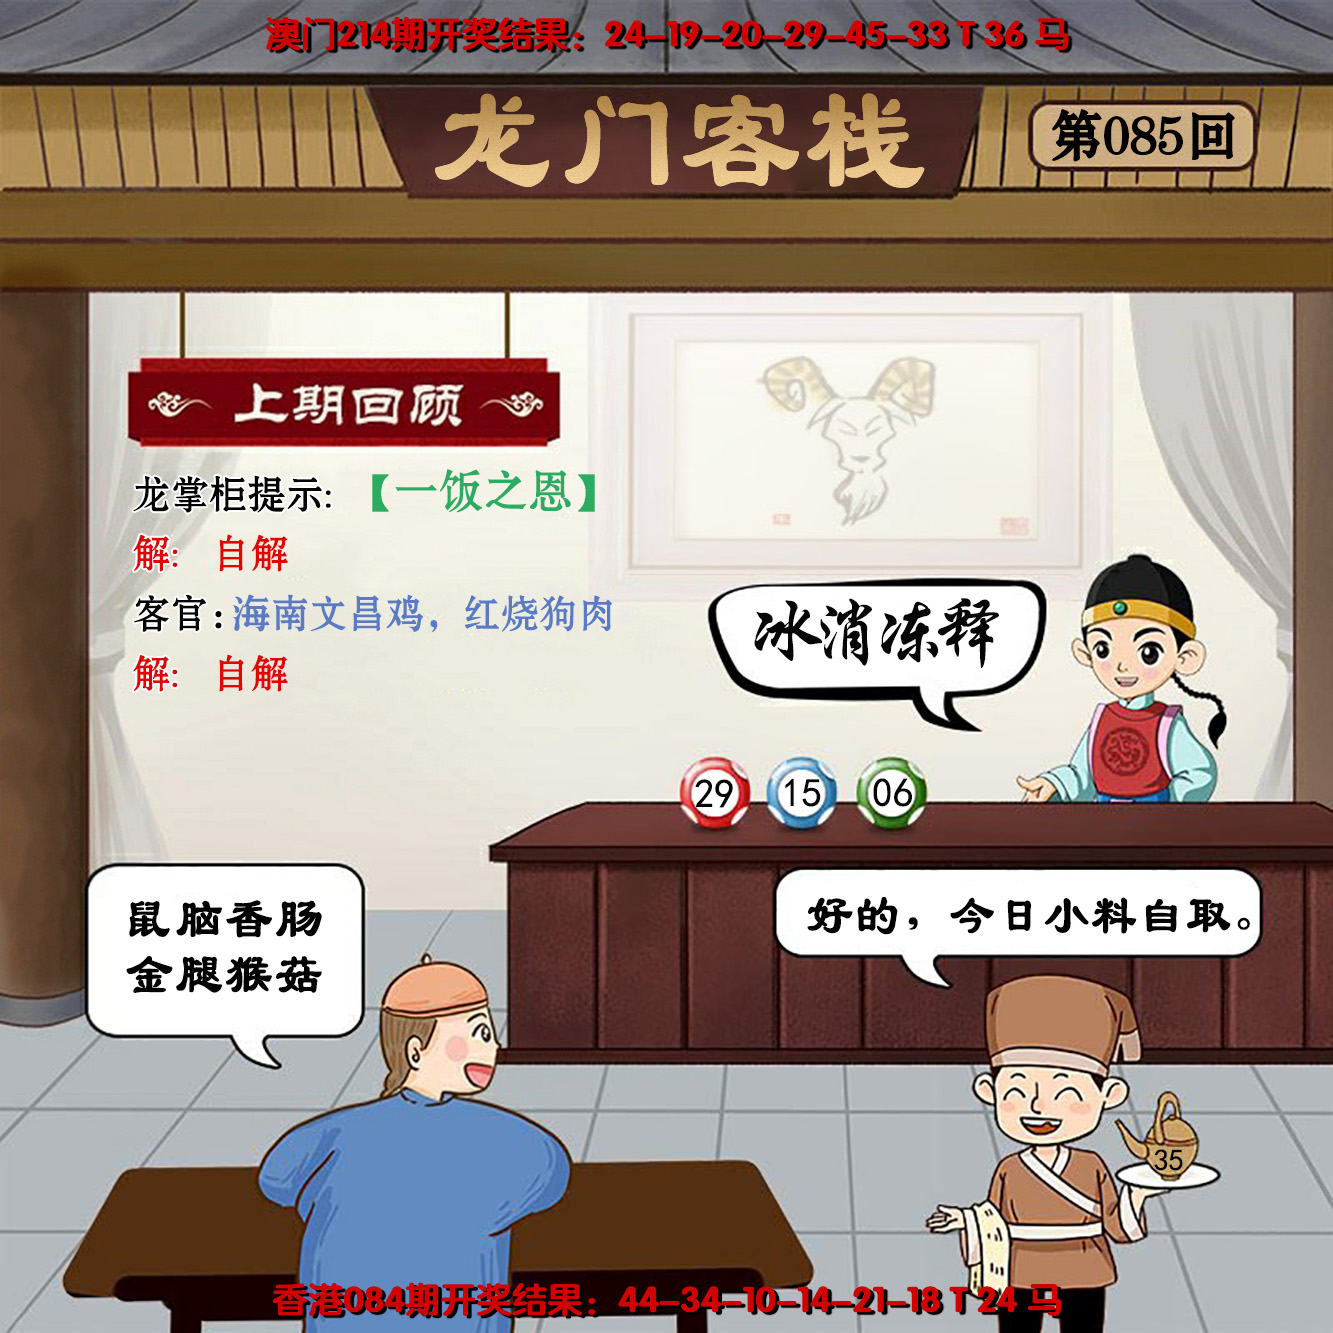 澳门214期开奖结果：24-19-20-29-45-33 T 36 马
龙门客栈
第085回
上期回顾
龙掌柜提示:【一饭之恩】
解: 自解
客官:海南文昌鸡，红烧狗肉
解: 自解
冰消冻释
29 15 06
鼠脑香肠
金腿猴菇
好的，今日小料自取。
35
香港084期开奖结果：44-34-10-14-21-18 T 24 马